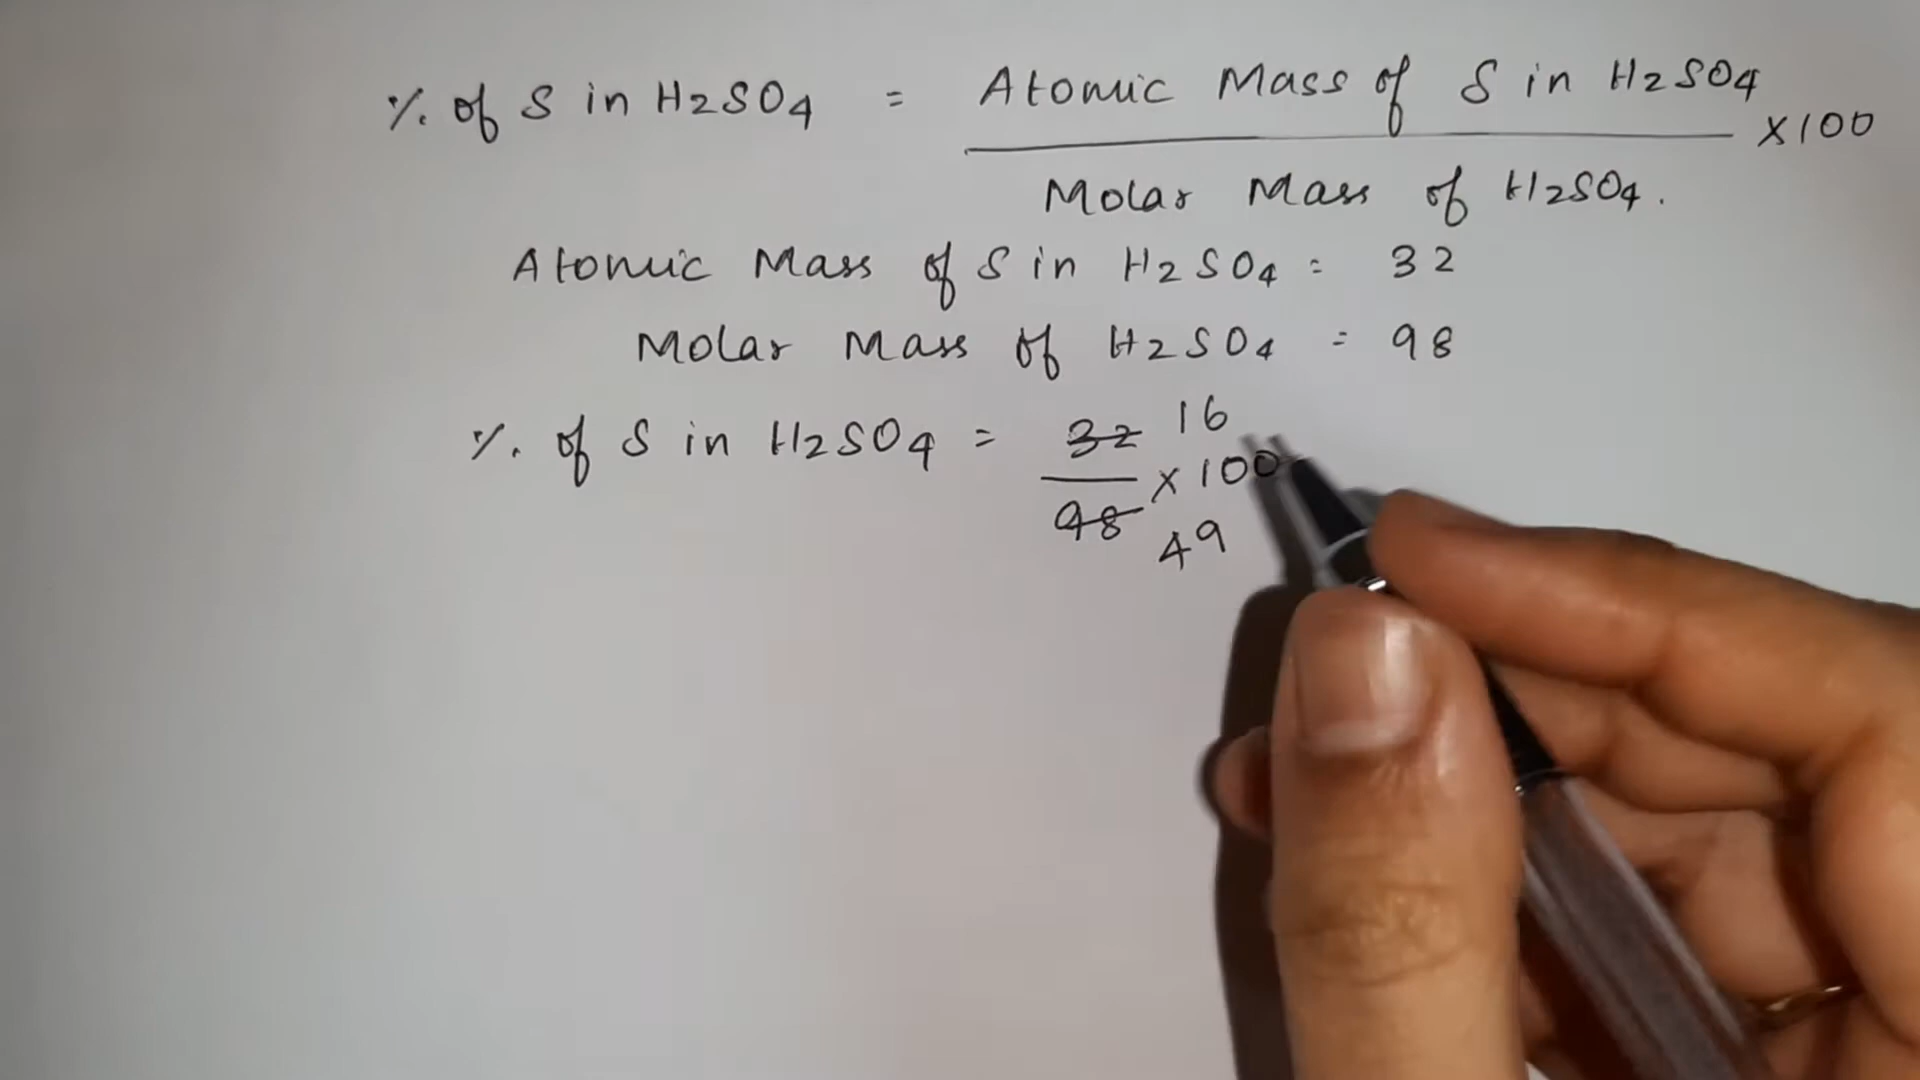 % of S in H2SO4 = Atomic Mass of S in H2SO4
x100
Molar Mass of H2SO4.
Atomic Mass of S in H2SO4 = 32
Molar Mass of H2SO4 = 98
% of S in H2SO4 = 32 16
x 100
98 49